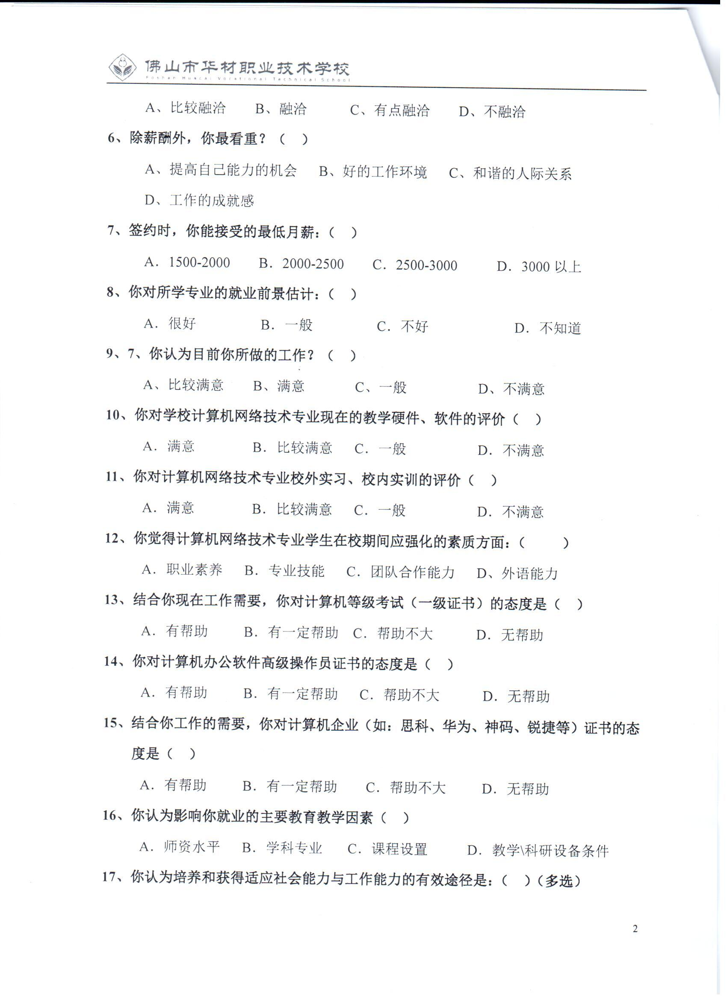 佛山市华材职业技术学校
Foshan Huacai Vocational Technical School
A、比较融洽 B、融洽 C、有点融洽 D、不融洽
6、除薪酬外，你最看重？（ ）
A、提高自己能力的机会 B、好的工作环境 C、和谐的人际关系
D、工作的成就感
7、签约时，你能接受的最低月薪：（ ）
A．1500-2000 B．2000-2500 C．2500-3000 D．3000 以上
8、你对所学专业的就业前景估计：（ ）
A．很好 B．一般 C．不好 D．不知道
9、7、你认为目前你所做的工作？（ ）
A、比较满意 B、满意 C、一般 D、不满意
10、你对学校计算机网络技术专业现在的教学硬件、软件的评价（ ）
A．满意 B．比较满意 C．一般 D．不满意
11、你对计算机网络技术专业校外实习、校内实训的评价（ ）
A．满意 B．比较满意 C．一般 D．不满意
12、你觉得计算机网络技术专业学生在校期间应强化的素质方面：（ ）
A．职业素养 B．专业技能 C．团队合作能力 D、外语能力
13、结合你现在工作需要，你对计算机等级考试（一级证书）的态度是（ ）
A．有帮助 B．有一定帮助 C．帮助不大 D．无帮助
14、你对计算机办公软件高级操作员证书的态度是（ ）
A．有帮助 B．有一定帮助 C．帮助不大 D．无帮助
15、结合你工作的需要，你对计算机企业（如：思科、华为、神码、锐捷等）证书的态
度是（ ）
A．有帮助 B．有一定帮助 C．帮助不大 D．无帮助
16、你认为影响你就业的主要教育教学因素（ ）
A．师资水平 B．学科专业 C．课程设置 D．教学\科研设备条件
17、你认为培养和获得适应社会能力与工作能力的有效途径是：（ ）（多选）
2